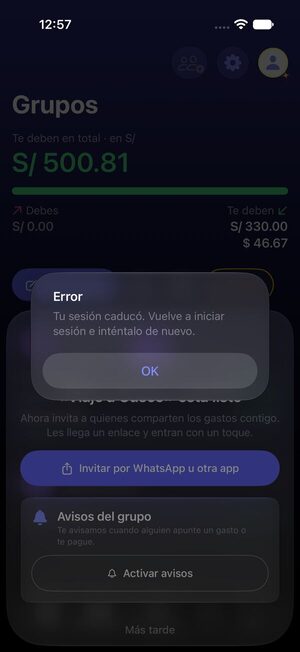 12:57
Grupos
Te deben en total · en S/
S/ 500.81
Debes
Te deben
S/ 0.00
S/ 330.00
$ 46.67
Error
Tu sesión caducó. Vuelve a iniciar
sesión e inténtalo de nuevo.
OK
Ahora invita a quienes comparten los gastos contigo.
Les llega un enlace y entran con un toque.
Invitar por WhatsApp u otra app
Avisos del grupo
Te avisamos cuando alguien apunte un gasto o
te pague.
Activar avisos
Más tarde